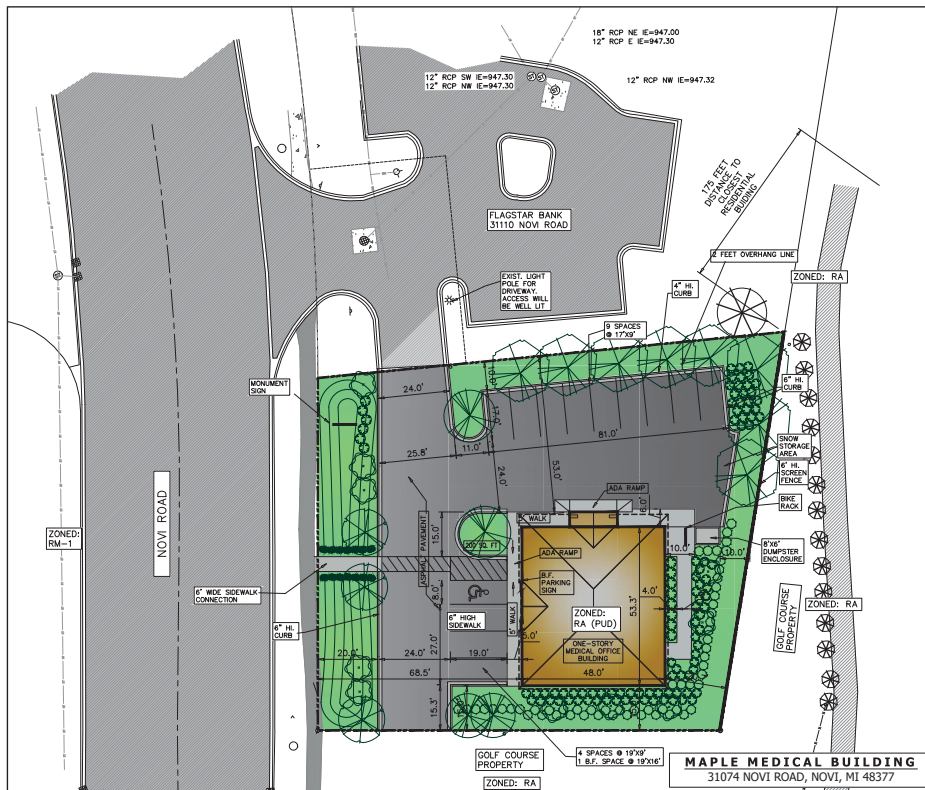 18" RCP NE IE=947.00
12" RCP E IE=947.30
12" RCP SW IE=947.30
12" RCP NW IE=947.30
12" RCP NW IE=947.32
175 FEET
DISTANCE TO
CLOSEST
RESIDENTIAL
BUIDING
FLAGSTAR BANK
31110 NOVI ROAD
2 FEET OVERHANG LINE
ZONED: RA
EXIST. LIGHT
POLE FOR
DRIVEWAY.
ACCESS WIILL
BE WELL LIT
4" HI.
CURB
9 SPACES
@ 17'X9'
MONUMENT
SIGN
24.0'
10.0'
17.0'
6" HI.
CURB
81.0'
25.8'
11.0'
24.0'
53.0'
SNOW
STORAGE
AREA
6' HI.
SCREEN
FENCE
ADA RAMP
BIKE
RACK
6.0'
NOVI ROAD
ZONED:
RM-1
ASPHALT PAVEMENT
15.0'
200 SQ. FT
WALK
ADA RAMP
10.0'
10.0'
8'X6'
DUMPSTER
ENCLOSURE
B.F.
PARKING
SIGN
6' WIDE SIDEWALK
CONNECTION
8.0'
4.0'
53.3'
ZONED:
RA (PUD)
ZONED: RA
GOLF COURSE
PROPERTY
6" HI.
CURB
6" HIGH
SIDEWALK
5' WALK
5.0'
ONE-STORY
MEDICAL OFFICE
BUILDING
27.0'
20.0'
24.0'
19.0'
68.5'
48.0'
15.3'
GOLF COURSE
PROPERTY
ZONED: RA
4 SPACES @ 19'X9'
1 B.F. SPACE @ 19'X16'
MAPLE MEDICAL BUILDING
31074 NOVI ROAD, NOVI, MI 48377